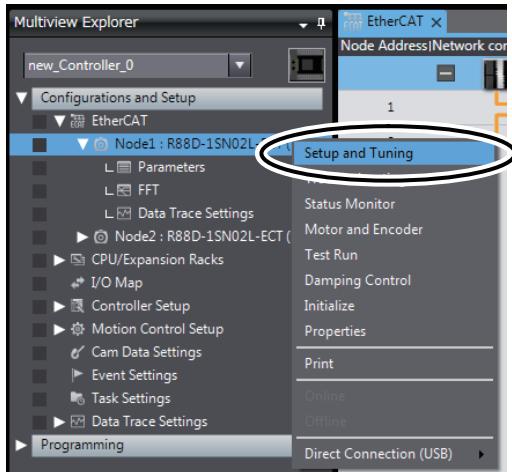 Multiview Explorer
EtherCAT
Node Address|Network con
new_Controller_0
Configurations and Setup
EtherCAT
1
Node1 : R88D-1SN02L-E
Setup and Tuning
Parameters
FFT
Status Monitor
Data Trace Settings
Motor and Encoder
Node2 : R88D-1SN02L-ECT (
Test Run
CPU/Expansion Racks
Damping Control
I/O Map
Initialize
Controller Setup
Properties
Motion Control Setup
Cam Data Settings
Print
Event Settings
Task Settings
Online
Offline
Data Trace Settings
Programming
Direct Connection (USB)